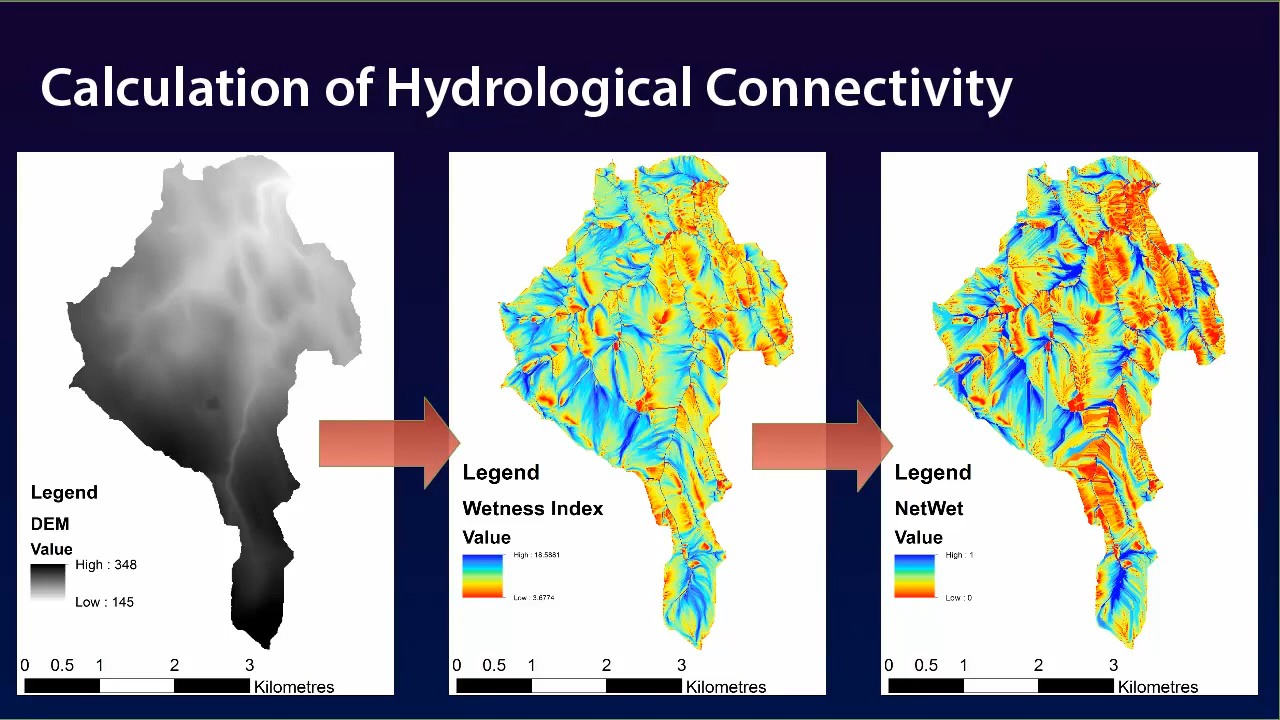 Calculation of Hydrological Connectivity
Legend
DEM
Value
High : 348
Low : 145
0 0.5 1 2 3
Kilometres
Legend
Wetness Index
Value
High : 18.5881
Low : 3.6774
0 0.5 1 2 3
Kilometres
Legend
NetWet
Value
High : 1
Low : 0
0 0.5 1 2 3
Kilometres